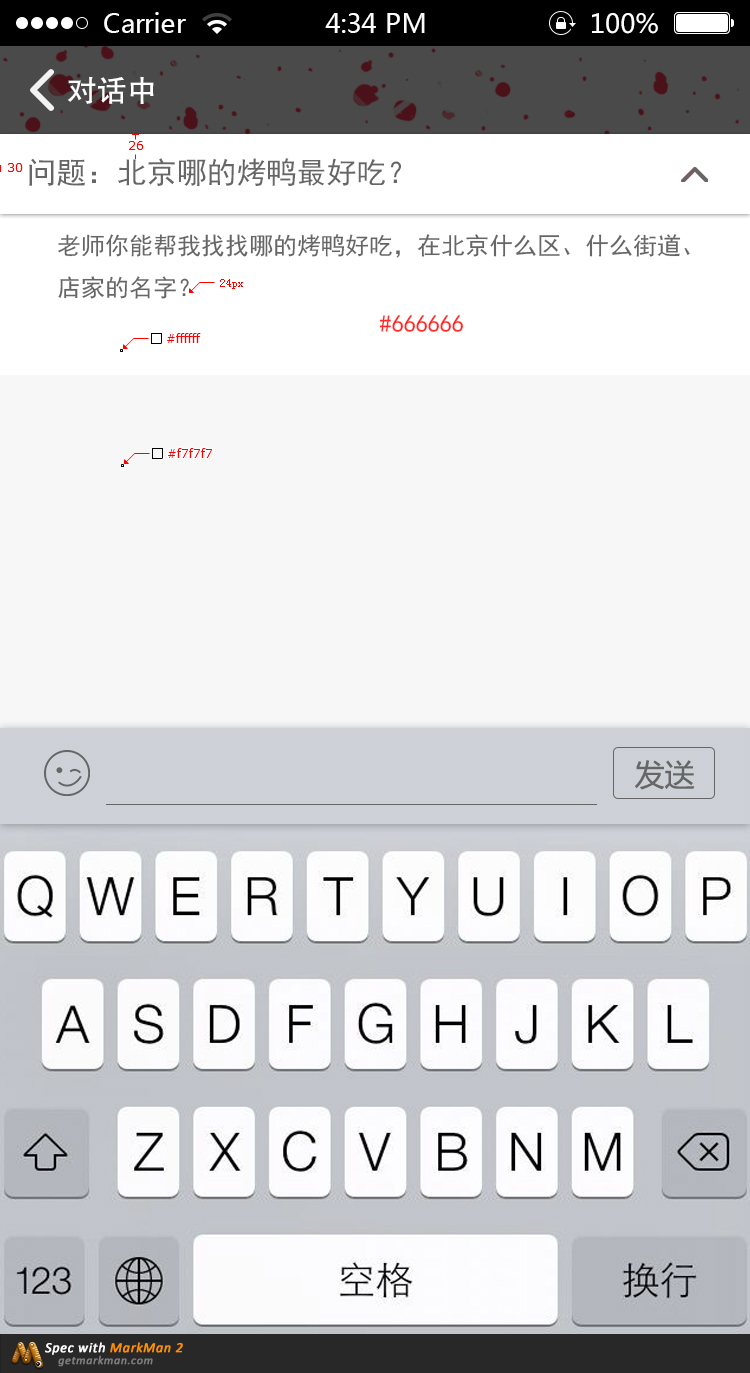 Carrier 4:34 PM 100%
对话中
26
30 问题：北京哪的烤鸭最好吃？
老师你能帮我找找哪的烤鸭好吃，在北京什么区、什么街道、
店家的名字？ 24px
#666666
#ffffff
#f7f7f7
发送
Q W E R T Y U I O P
A S D F G H J K L
Z X C V B N M
123 空格 换行
Spec with MarkMan 2
getmarkman.com